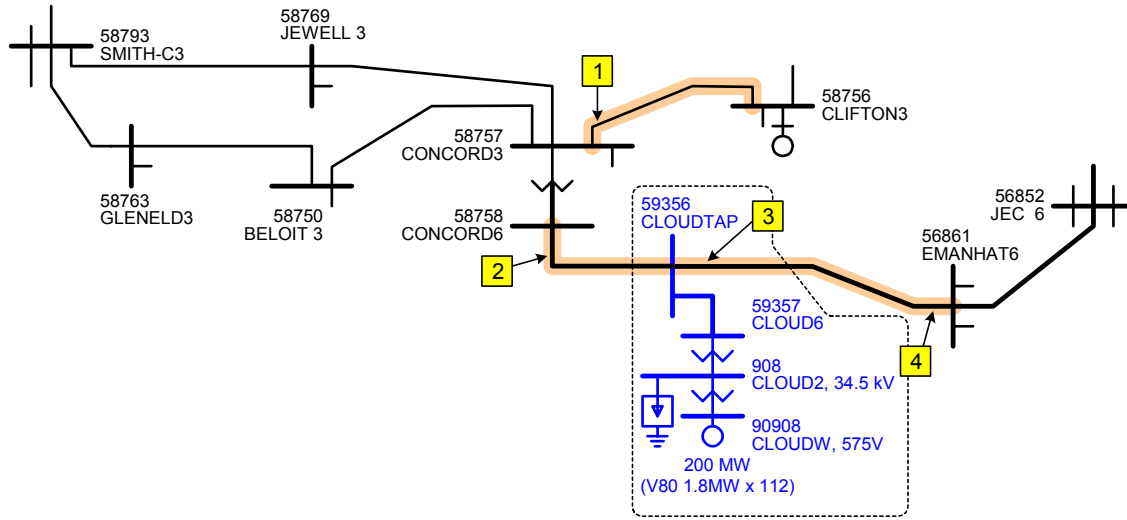 58793
SMITH-C3
58769
JEWELL 3
1
58756
CLIFTON3
58757
CONCORD3
58763
GLENELD3
58750
BELOIT 3
58758
CONCORD6
2
59356
CLOUDTAP
3
56852
JEC  6
56861
EMANHAT6
4
59357
CLOUD6
908
CLOUD2, 34.5 kV
90908
CLOUDW, 575V
200 MW
(V80 1.8MW x 112)